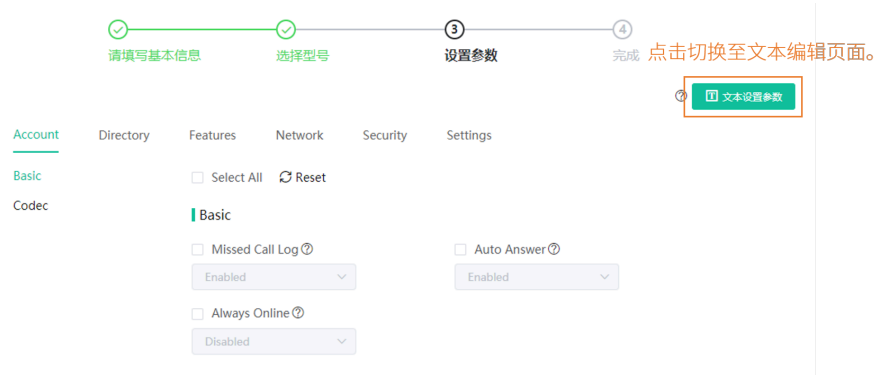 3
4
请填写基本信息
选择型号
设置参数
完成
点击切换至文本编辑页面。
文本设置参数
Account
Directory
Features
Network
Security
Settings
Basic
Codec
Select All
Reset
Basic
Missed Call Log
Auto Answer
Enabled
Enabled
Always Online
Disabled